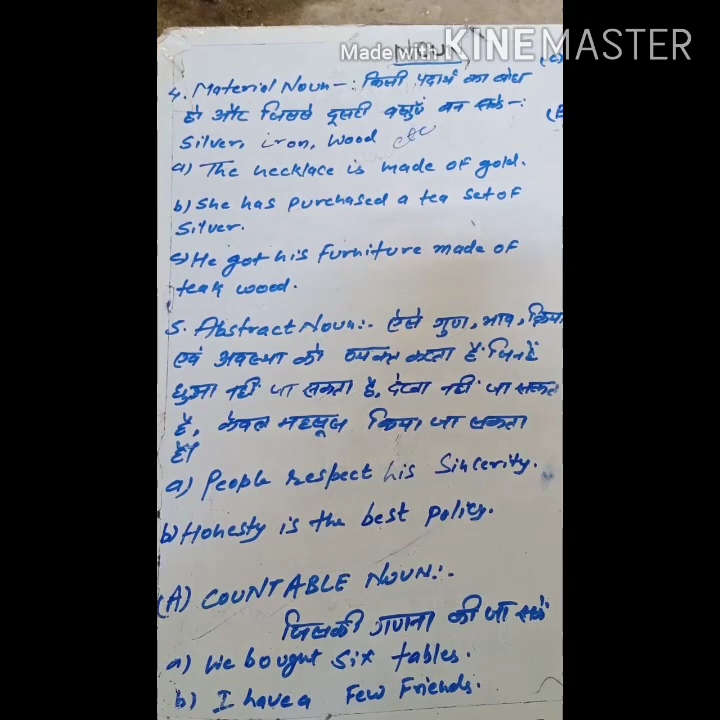 NOUN
Made with KINEMASTER
(C)
4. Material Noun-: किसी पदार्थ का बोध
हो और जिससे दूसरी वस्तुएं बन सके-:
Silver, iron, wood etc
a) The necklace is made of gold.
(B
b) She has purchased a tea set of
Silver.
c) He got his furniture made of
teak wood.
5. Abstract Noun:- ऐसे गुण, भाव, क्रिया
एवं अवस्था को व्यक्त करता है जिन्हें
छुआ नहीं जा सकता है, देखा नहीं जा सकता
है, केवल महसूस किया जा सकता
है।
a) People respect his Sincerity.
b) Honesty is the best policy.
(A) COUNTABLE NOUN:-
जिसकी गणना की जा सके
a) We bought Six tables.
b) I have a Few Friends.